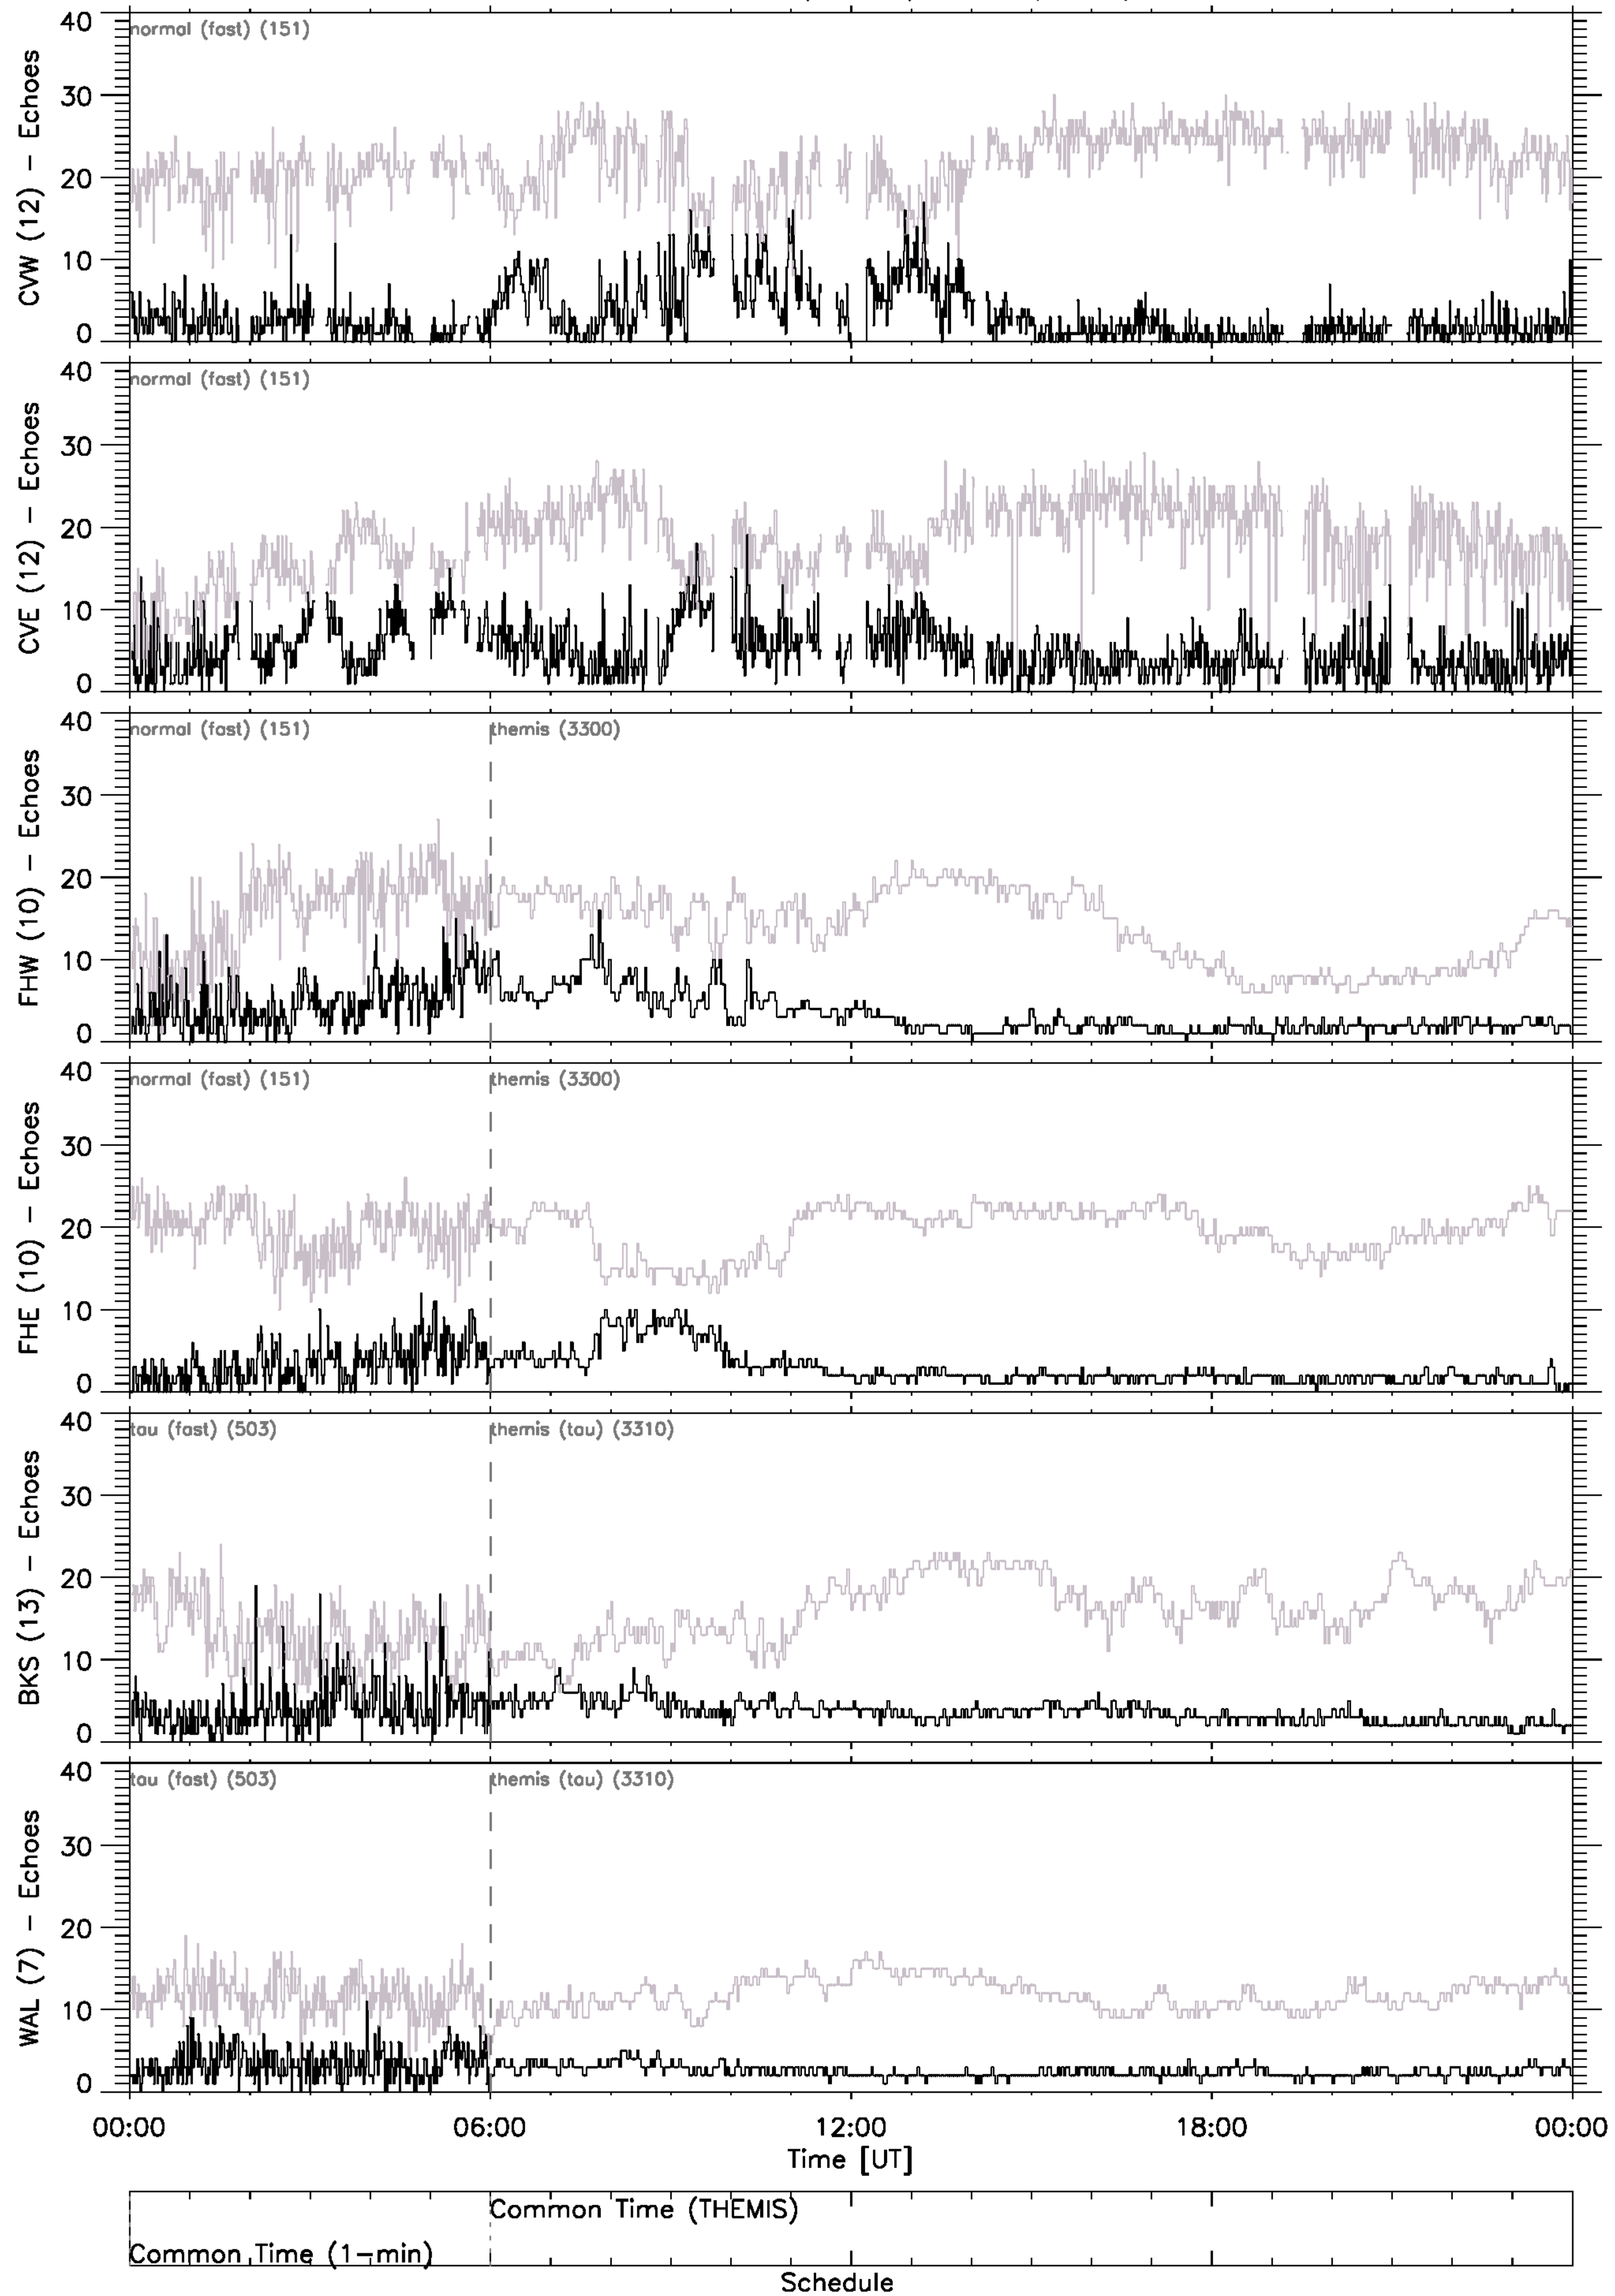 40
normal (fast) (151)
30
20
10
0
CVW (12) – Echoes
40
normal (fast) (151)
30
20
10
0
CVE (12) – Echoes
40
normal (fast) (151) themis (3300)
30
20
10
0
FHW (10) – Echoes
40
normal (fast) (151) themis (3300)
30
20
10
0
FHE (10) – Echoes
40
tau (fast) (503) themis (tau) (3310)
30
20
10
0
BKS (13) – Echoes
40
tau (fast) (503) themis (tau) (3310)
30
20
10
0
WAL (7) – Echoes
00:00 06:00 12:00 18:00 00:00
Time [UT]
Common Time (THEMIS)
Common Time (1–min)
Schedule